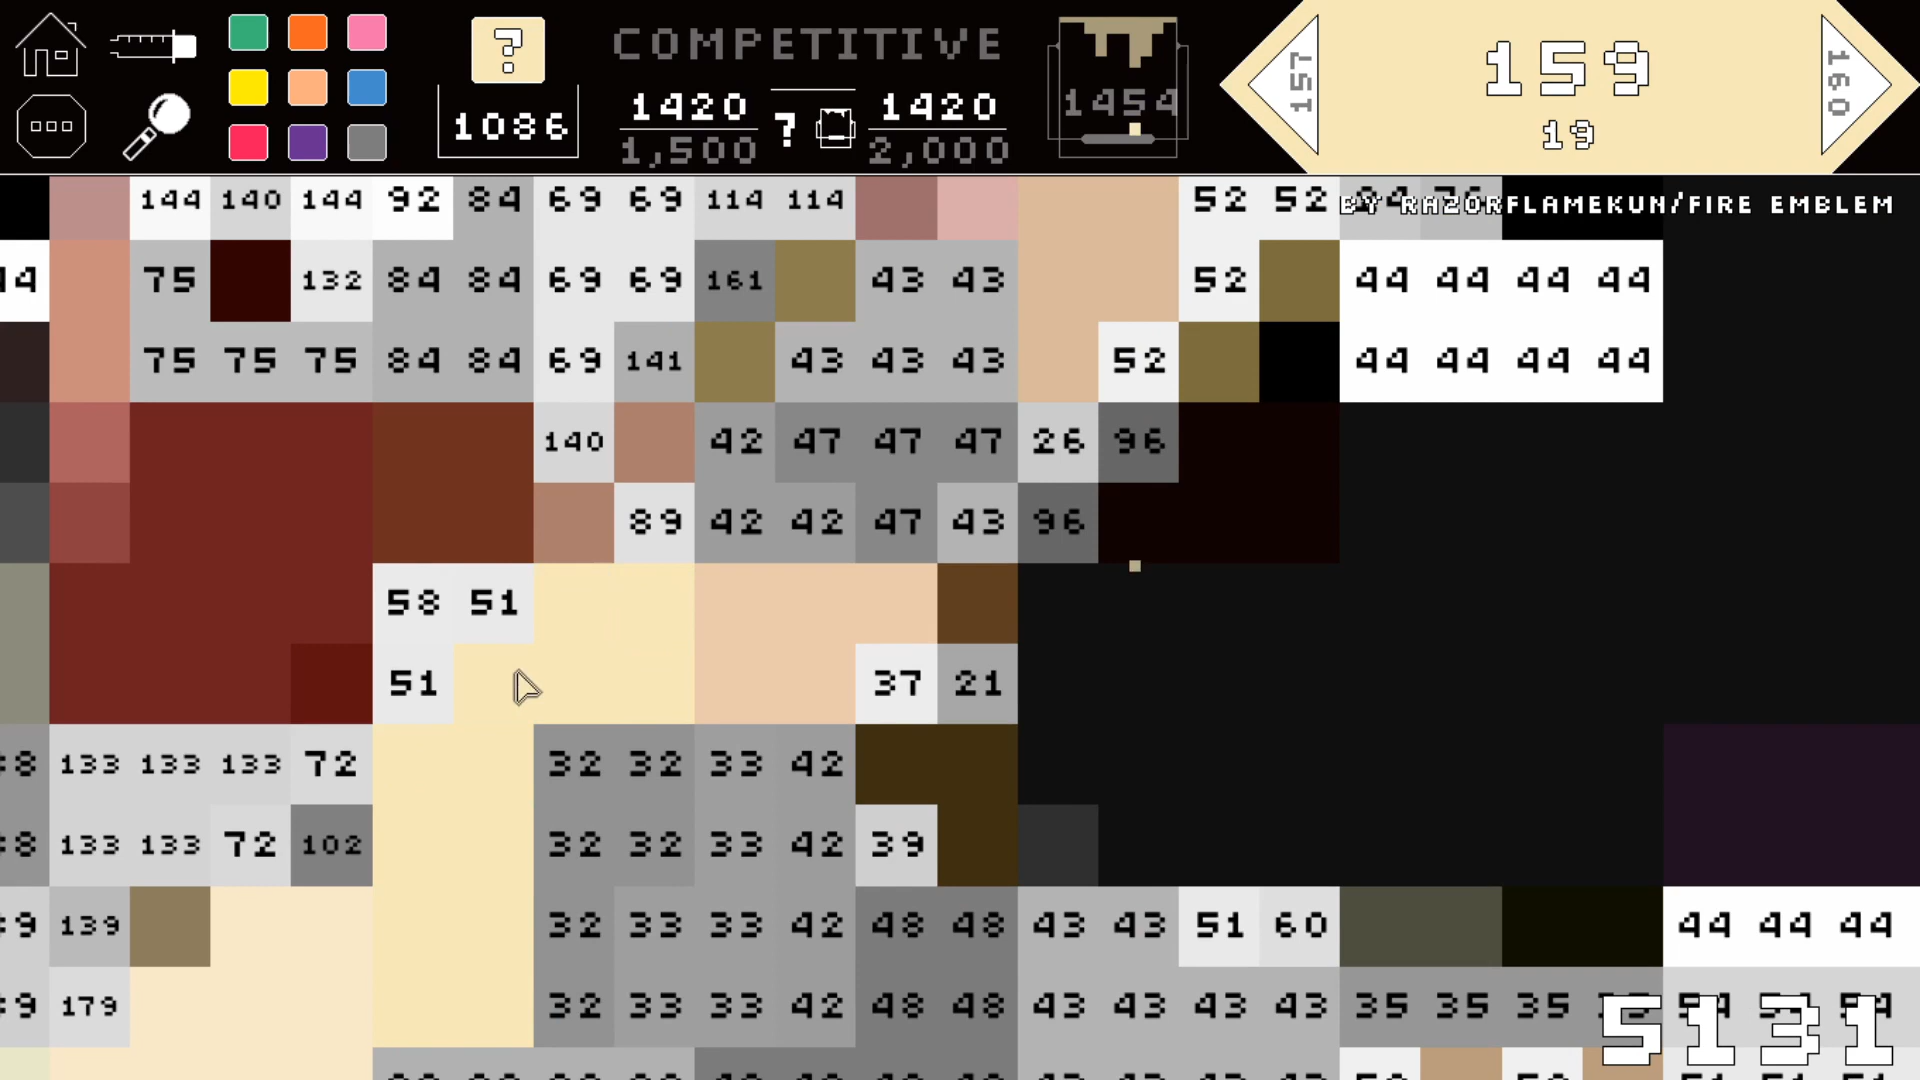 COMPETITIVE
?
1086
1420 1,500
?
1420 2,000
1454
157
159
19
160
BY RAZORFLAMEKUN/FIRE EMBLEM
144 140 144 92 84 69 69 114 114 52 52 84 76
75 132 84 84 69 69 161 43 43 52 44 44 44 44
75 75 75 84 84 69 141 43 43 43 52 44 44 44 44
140 42 47 47 47 26 96
89 42 42 47 43 96
58 51
51 37 21
133 133 133 72 32 32 33 42
133 133 72 102 32 32 33 42 39
139 32 33 33 42 48 48 43 43 51 60 44 44 44
179 32 33 33 42 48 48 43 43 43 43 35 35 35 54 54 54
5131